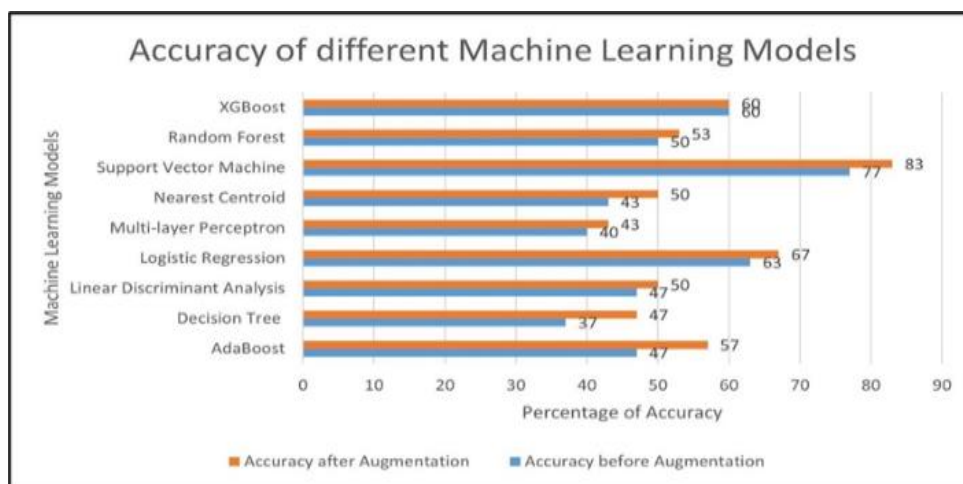 Accuracy of different Machine Learning Models
Machine Learning Models
XGBoost
60
60
Random Forest
53
50
Support Vector Machine
83
77
Nearest Centroid
50
43
Multi-layer Perceptron
43
40
Logistic Regression
67
63
Linear Discriminant Analysis
50
47
Decision Tree
47
37
AdaBoost
57
47
0 10 20 30 40 50 60 70 80 90
Percentage of Accuracy
Accuracy after Augmentation Accuracy before Augmentation